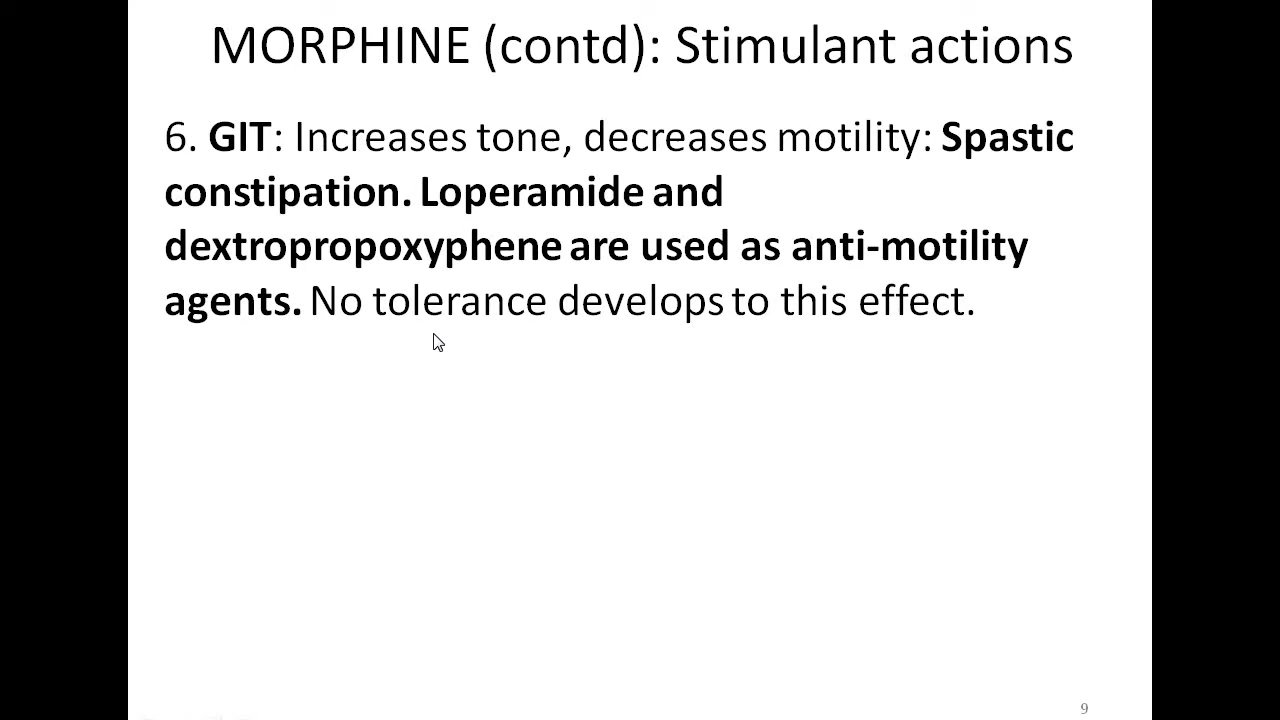 MORPHINE (contd): Stimulant actions
6. GIT: Increases tone, decreases motility: Spastic
constipation. Loperamide and
dextropropoxyphene are used as anti-motility
agents. No tolerance develops to this effect.
9